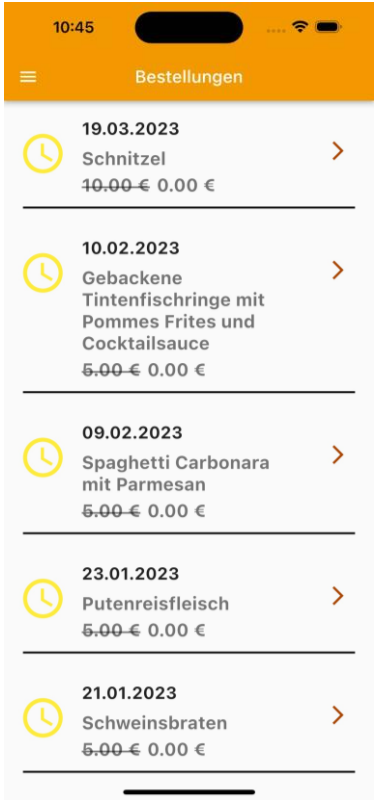 10:45
Bestellungen
19.03.2023
Schnitzel
10.00 € 0.00 €
10.02.2023
Gebackene
Tintenfischringe mit
Pommes Frites und
Cocktailsauce
5.00 € 0.00 €
09.02.2023
Spaghetti Carbonara
mit Parmesan
5.00 € 0.00 €
23.01.2023
Putenreisfleisch
5.00 € 0.00 €
21.01.2023
Schweinsbraten
5.00 € 0.00 €